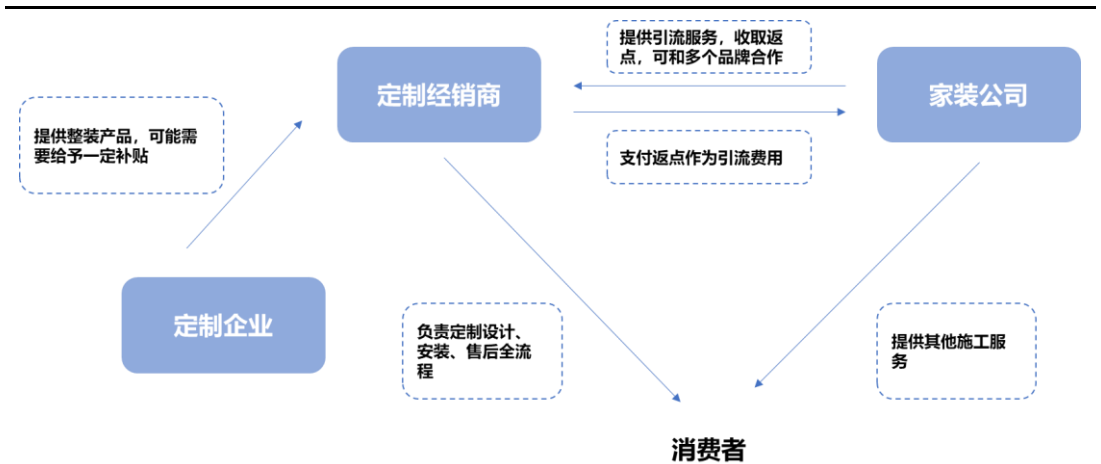 提供引流服务，收取返
点，可和多个品牌合作
定制经销商
家装公司
提供整装产品，可能需
要给予一定补贴
支付返点作为引流费用
定制企业
负责定制设计、
安装、售后全流
程
提供其他施工服
务
消费者